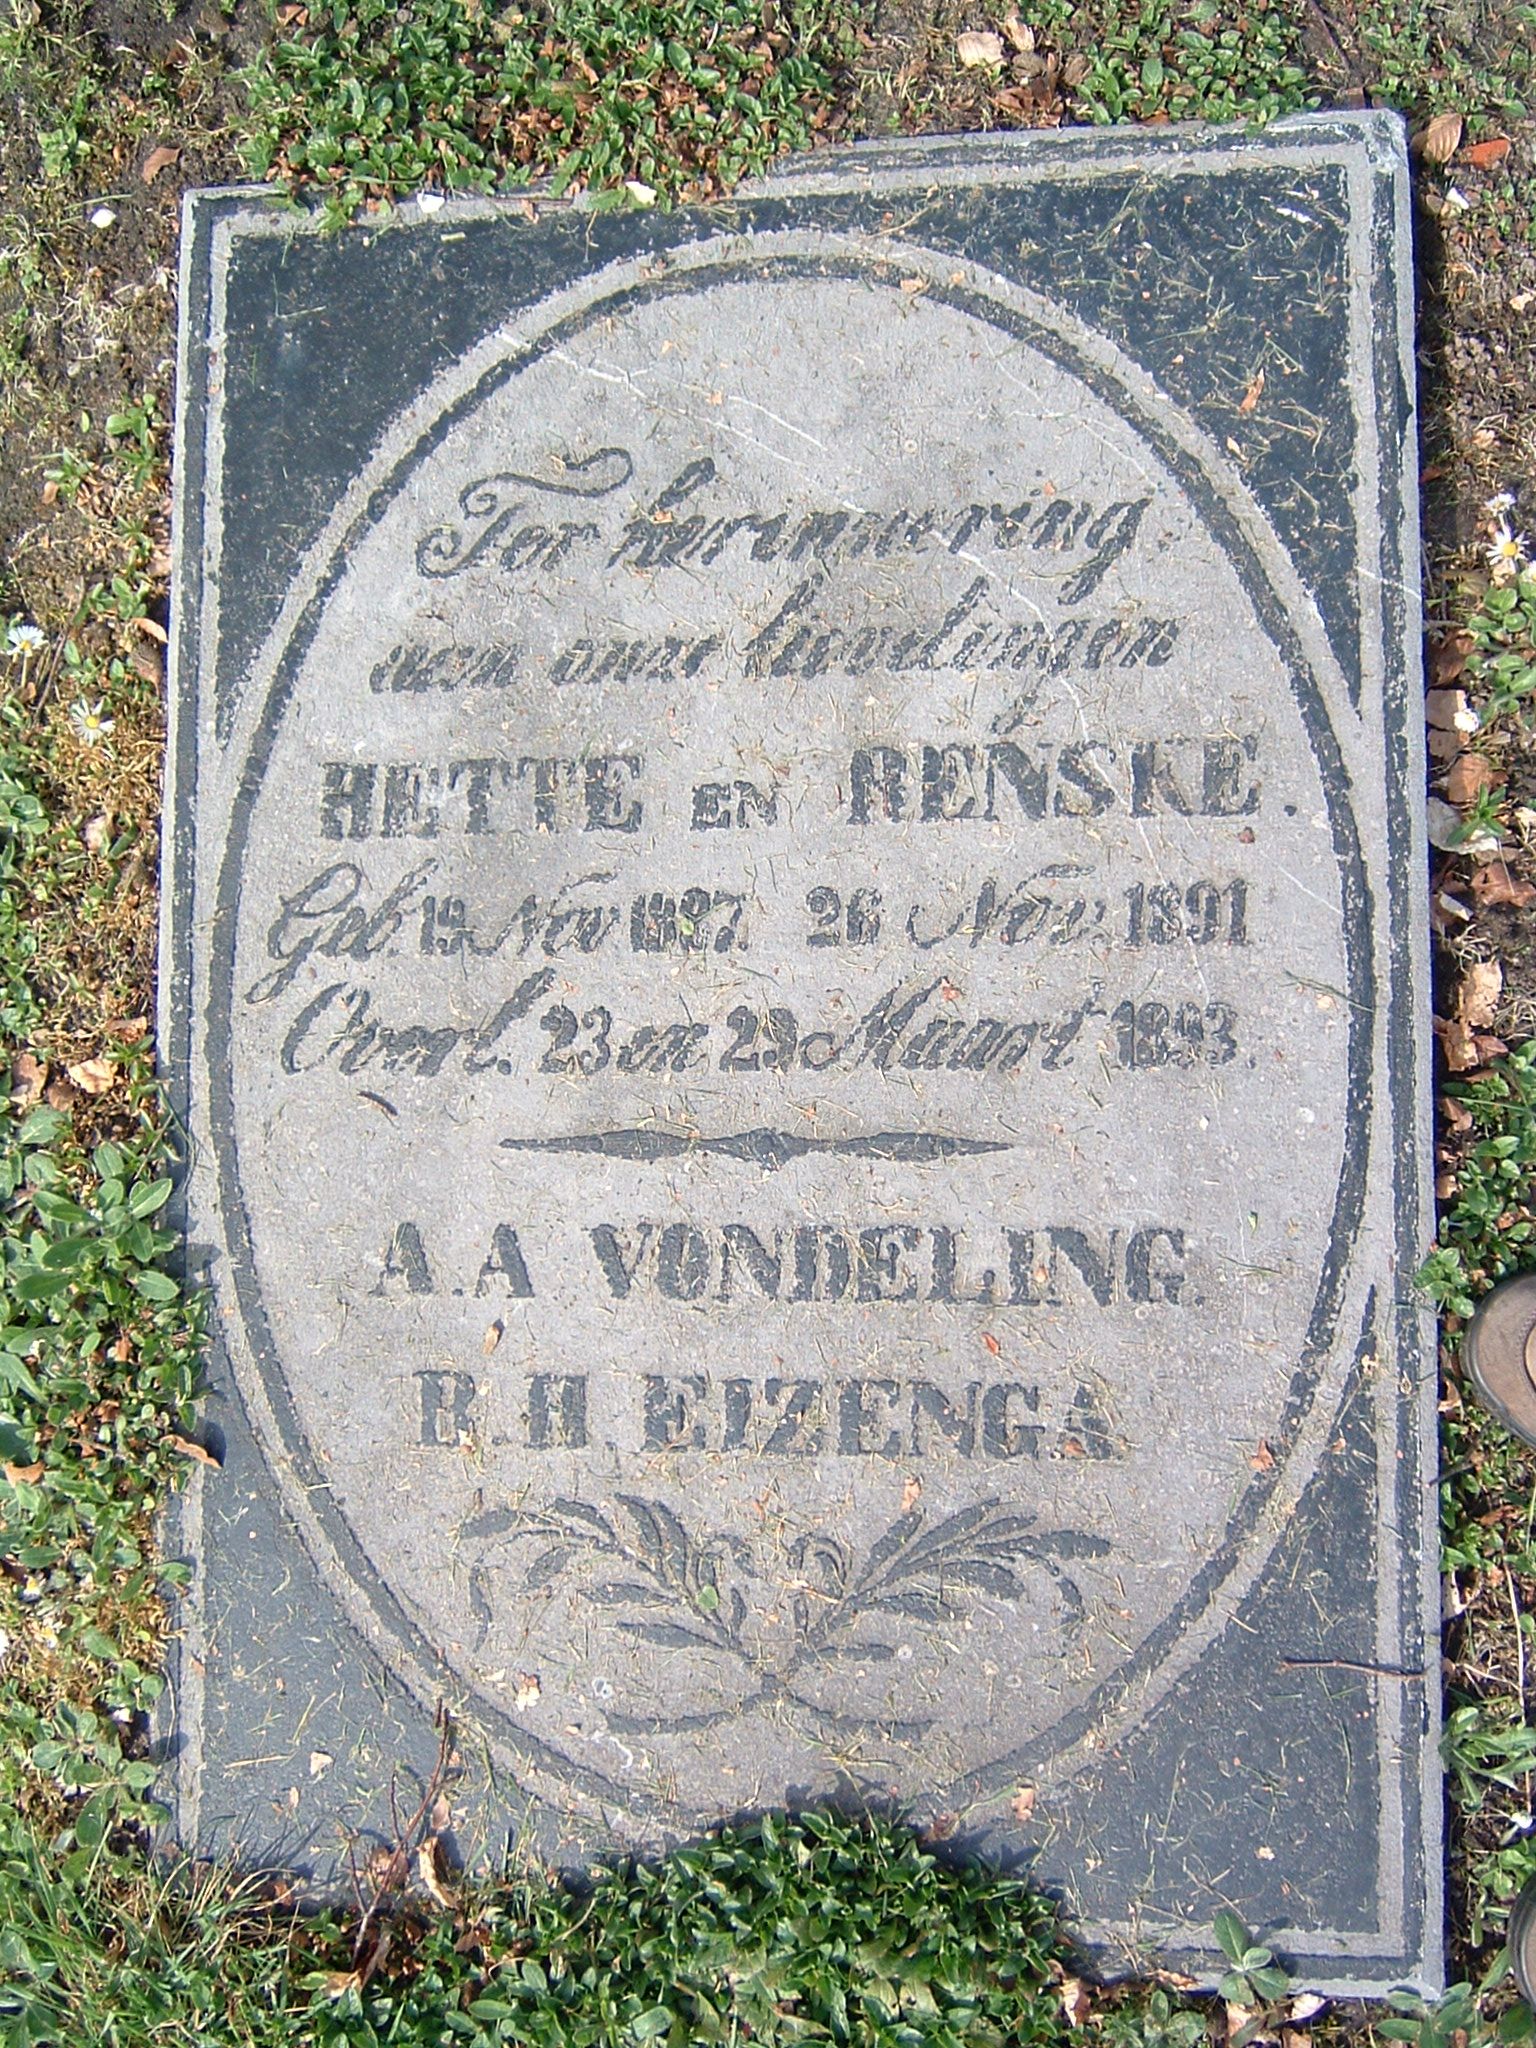 Ter herinnering
aan onze lievelingen
HETTE EN RENSKE.
Geb. 19 Nov 1887. 26 Nov. 1891
Overl. 23 en 29 Maart 1893.
A.A VONDELING.
B.H. EIZENGA.